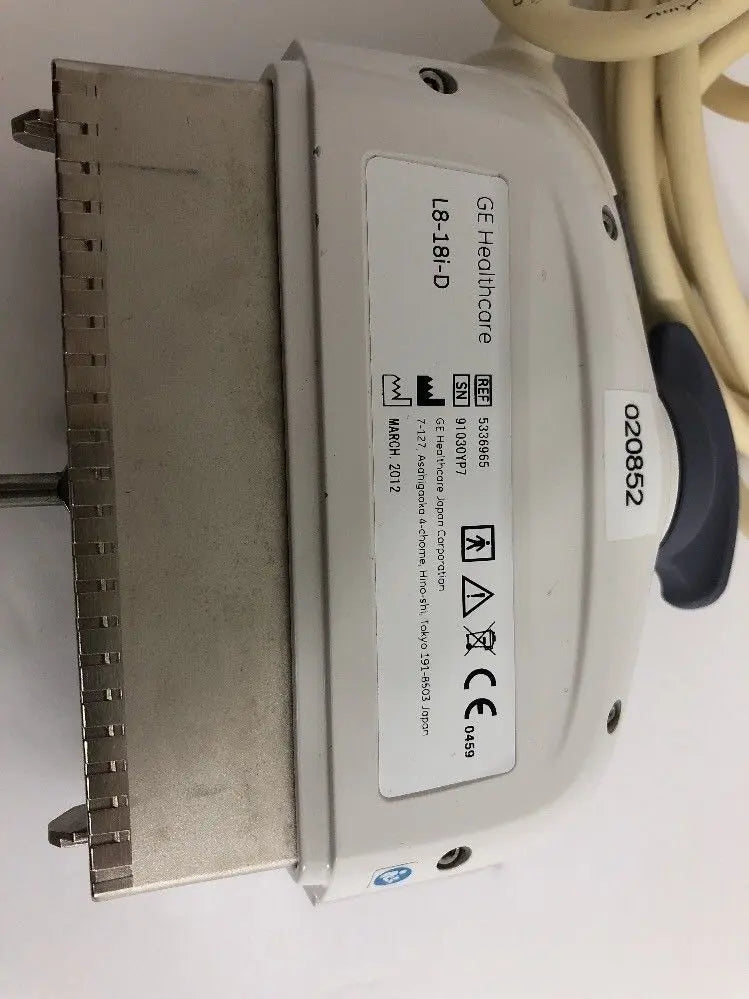 GE Healthcare
L8-18i-D
REF 5336965
SN 91030YP7
GE Healthcare Japan Corporation
7-127, Asahigaoka 4-chome, Hino-shi, Tokyo 191-8503 Japan
MARCH. 2012
CE 0459
020852